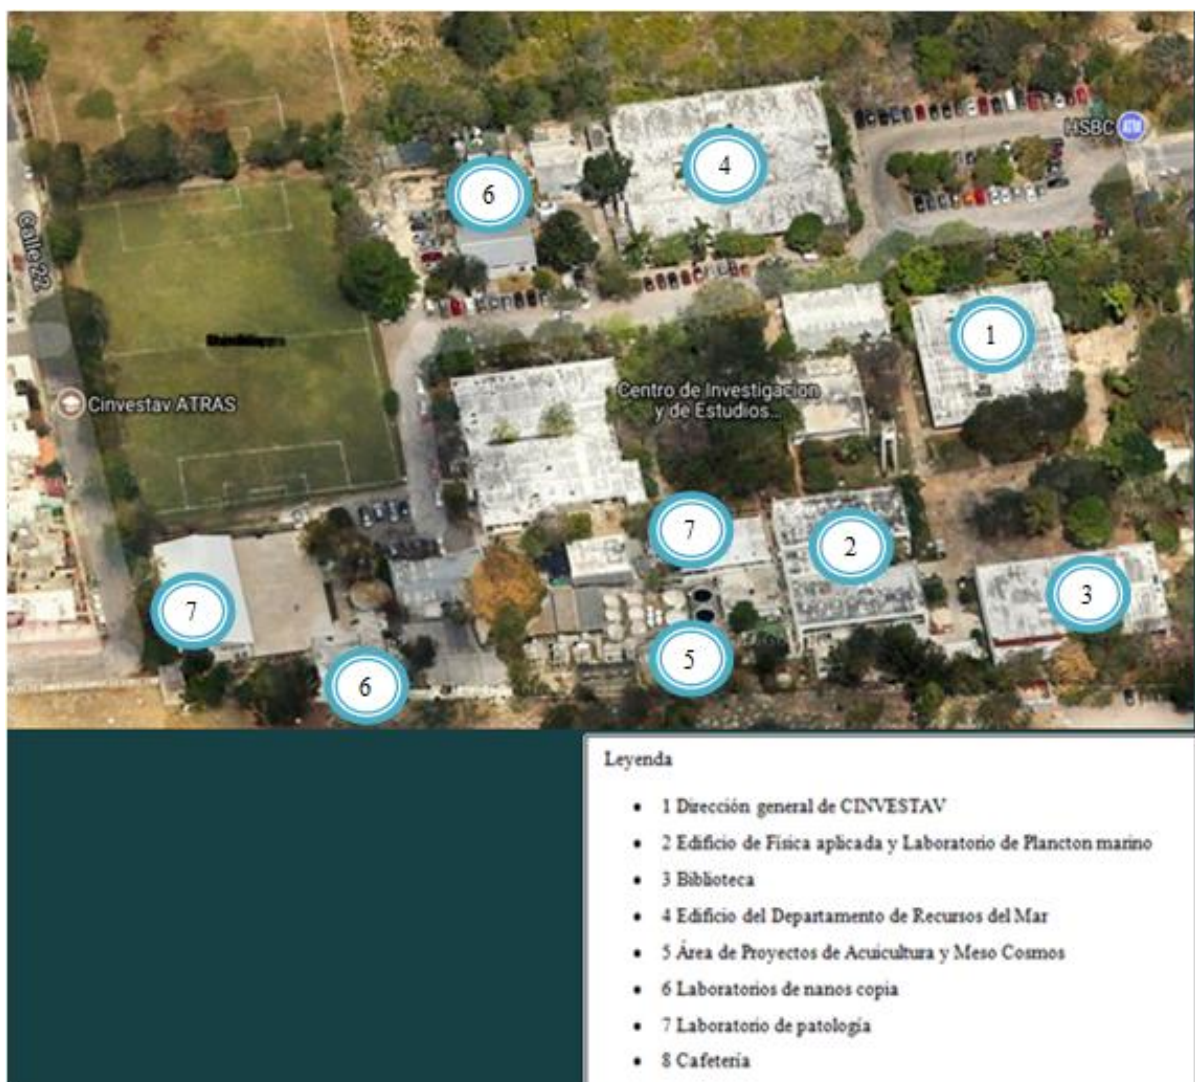 HSBC ATM
4
6
Calle 22
1
Centro de Investigación
y de Estudios...
Cinvestav ATRAS
7
2
7
3
5
6
Leyenda
• 1 Dirección general de CINVESTAV
• 2 Edificio de Física aplicada y Laboratorio de Plancton marino
• 3 Biblioteca
• 4 Edificio del Departamento de Recursos del Mar
• 5 Área de Proyectos de Acuicultura y Meso Cosmos
• 6 Laboratorios de nanos copia
• 7 Laboratorio de patología
• 8 Cafetería